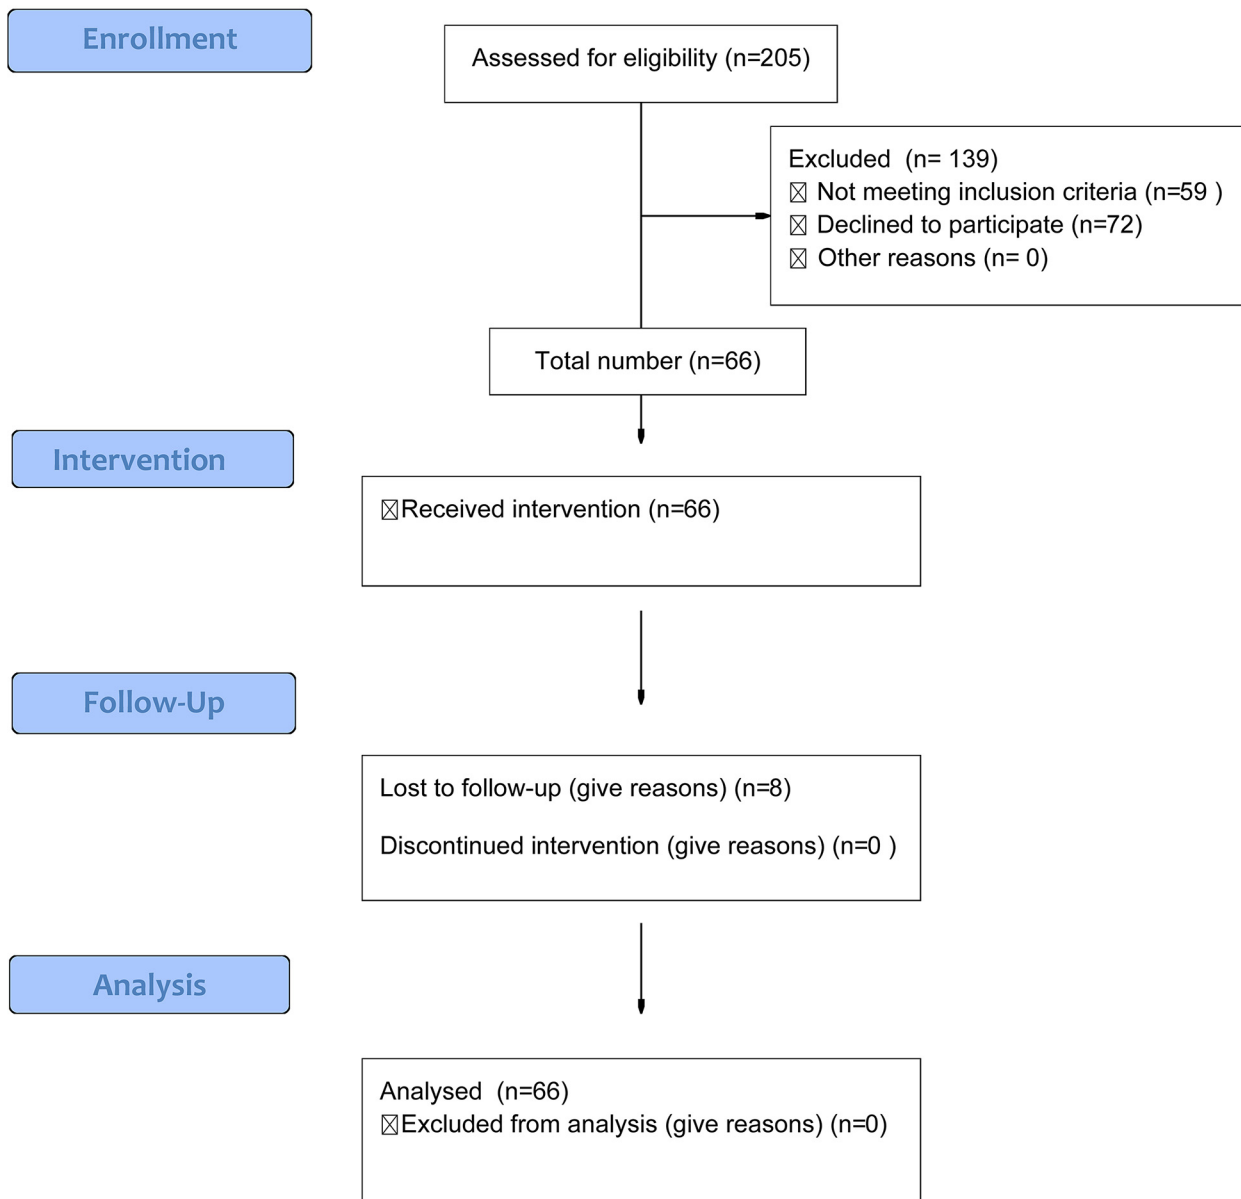 Enrollment
Assessed for eligibility (n=205)
Excluded  (n= 139)
☒ Not meeting inclusion criteria (n=59 )
☒ Declined to participate (n=72)
☒ Other reasons (n= 0)
Total number (n=66)
Intervention
☒Received intervention (n=66)
Follow-Up
Lost to follow-up (give reasons) (n=8)
Discontinued intervention (give reasons) (n=0 )
Analysis
Analysed  (n=66)
☒Excluded from analysis (give reasons) (n=0)